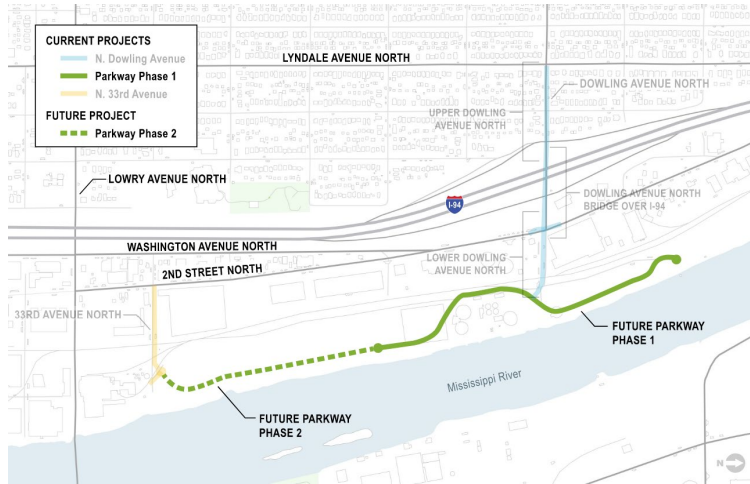 CURRENT PROJECTS
N. Dowling Avenue
Parkway Phase 1
N. 33rd Avenue
FUTURE PROJECT
Parkway Phase 2
LYNDALE AVENUE NORTH
DOWLING AVENUE NORTH
UPPER DOWLING
AVENUE NORTH
LOWRY AVENUE NORTH
DOWLING AVENUE NORTH
BRIDGE OVER I-94
I-94
WASHINGTON AVENUE NORTH
LOWER DOWLING
AVENUE NORTH
2ND STREET NORTH
33RD AVENUE NORTH
FUTURE PARKWAY
PHASE 1
Mississippi River
FUTURE PARKWAY
PHASE 2
N